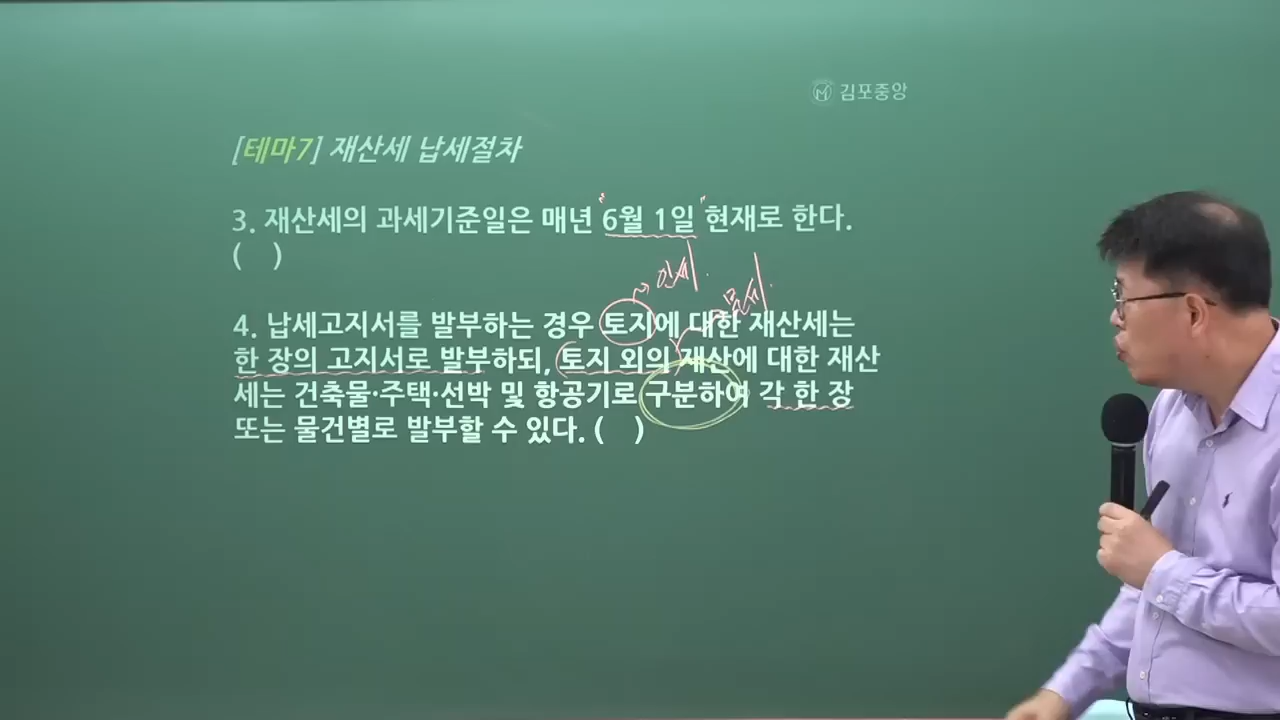 김포중앙
[테마7] 재산세 납세절차
3. 재산세의 과세기준일은 매년 "6월 1일" 현재로 한다.
( )
인세.
물세.
4. 납세고지서를 발부하는 경우 토지에 대한 재산세는
한 장의 고지서로 발부하되, 토지 외의 재산에 대한 재산
세는 건축물·주택·선박 및 항공기로 구분하여 각 한 장
또는 물건별로 발부할 수 있다. ( )